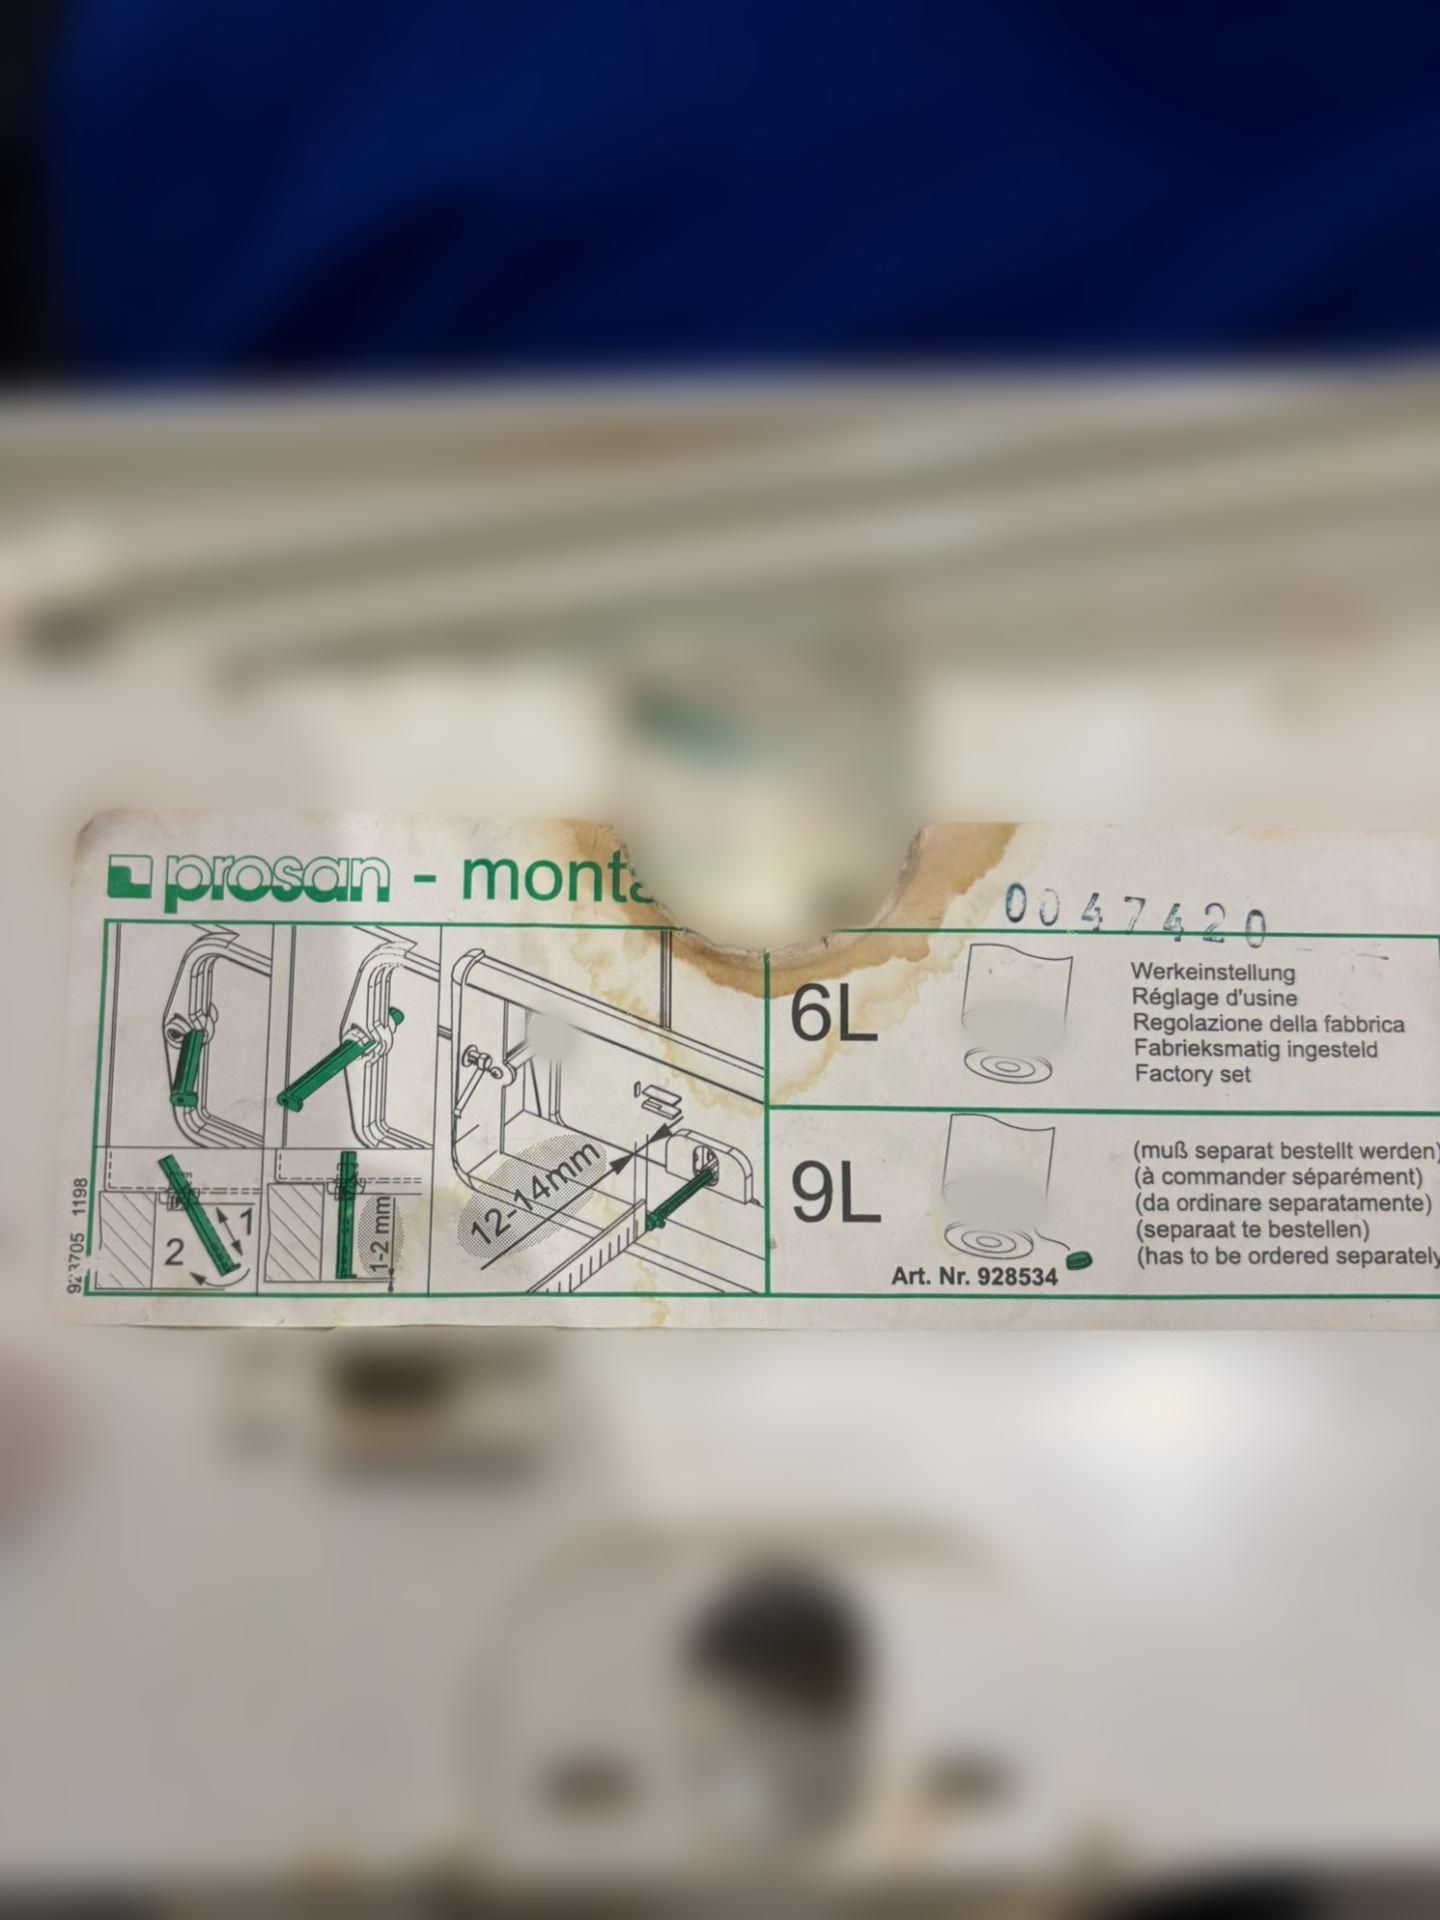 prosan - mont
0047420
6L
Werkeinstellung
Réglage d'usine
Regolazione della fabbrica
Fabrieksmatig ingesteld
Factory set
9L
(muß separat bestellt werden)
(à commander séparément)
(da ordinare separatamente)
(separaat te bestellen)
(has to be ordered separately
Art. Nr. 928534
12-14mm
1
2
1-2 mm
1198